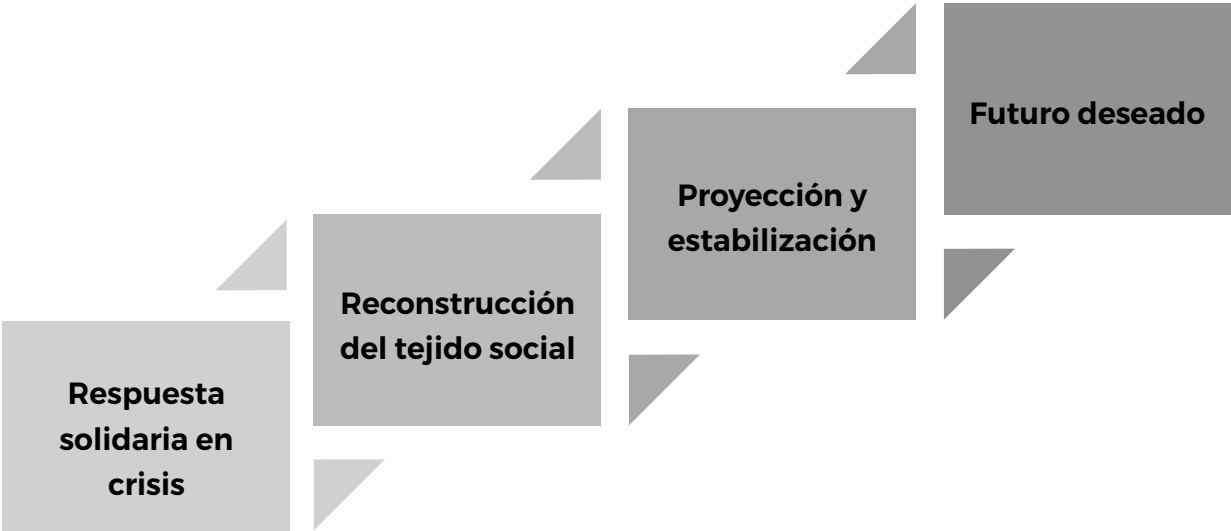 Respuesta
solidaria en
crisis
Reconstrucción
del tejido social
Proyección y
estabilización
Futuro deseado